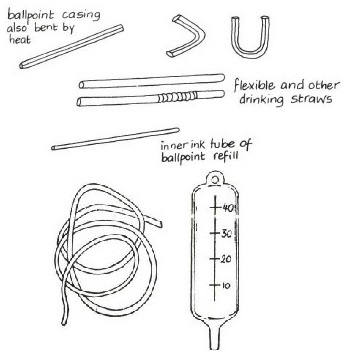 ballpoint casing
also bent by
heat
flexible and other
drinking straws
inner ink tube of
ballpoint refill
40
30
20
10